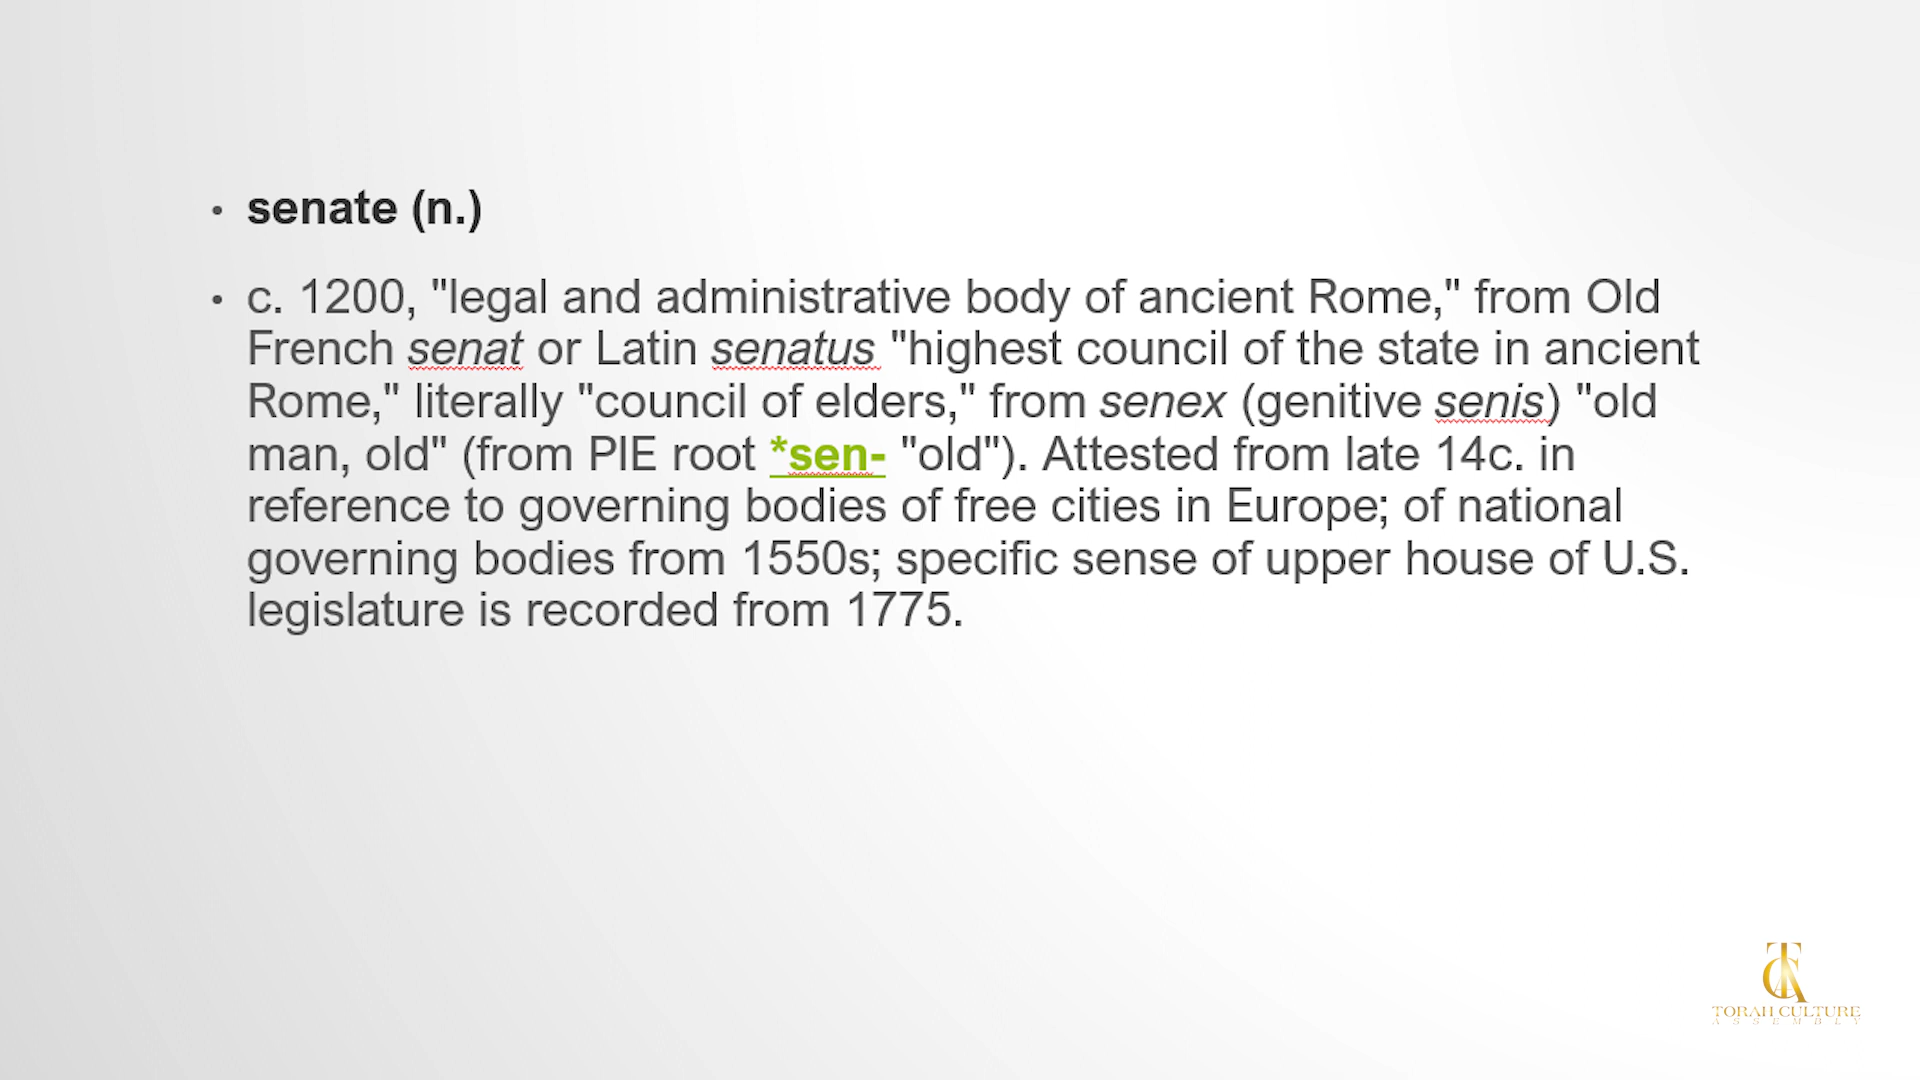 • senate (n.)
• c. 1200, "legal and administrative body of ancient Rome," from Old
French senat or Latin senatus "highest council of the state in ancient
Rome," literally "council of elders," from senex (genitive senis) "old
man, old" (from PIE root *sen- "old"). Attested from late 14c. in
reference to governing bodies of free cities in Europe; of national
governing bodies from 1550s; specific sense of upper house of U.S.
legislature is recorded from 1775.
TCA
TORAH CULTURE
ASSEMBLY